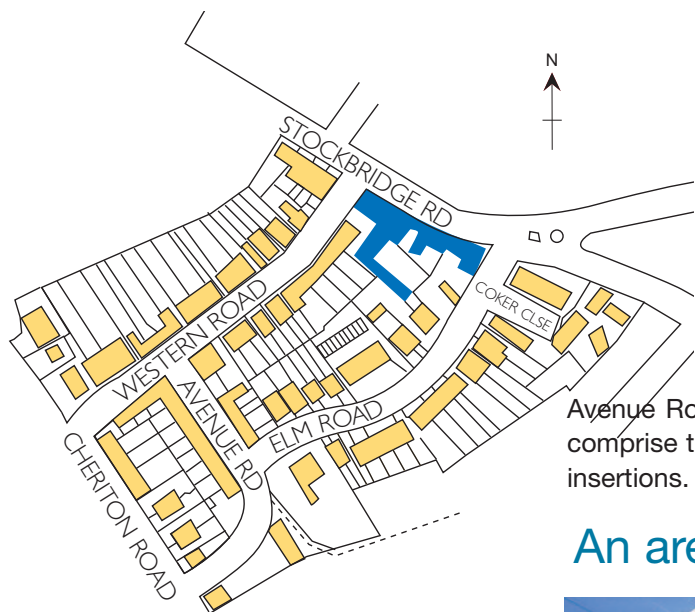 N
STOCKBRIDGE RD
COKER CLSE
WESTERN ROAD
AVENUE RD
ELM ROAD
CHERITON ROAD
Avenue Ro
comprise t
insertions.
An are